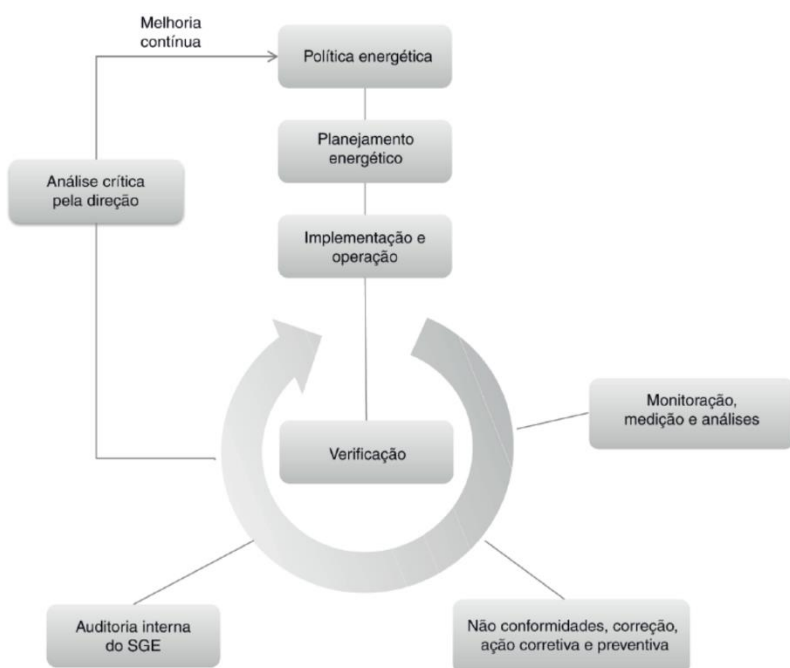 Melhoria
contínua
Política energética
Planejamento
energético
Análise crítica
pela direção
Implementação e
operação
Monitoração,
medição e análises
Verificação
Auditoria interna
do SGE
Não conformidades, correção,
ação corretiva e preventiva